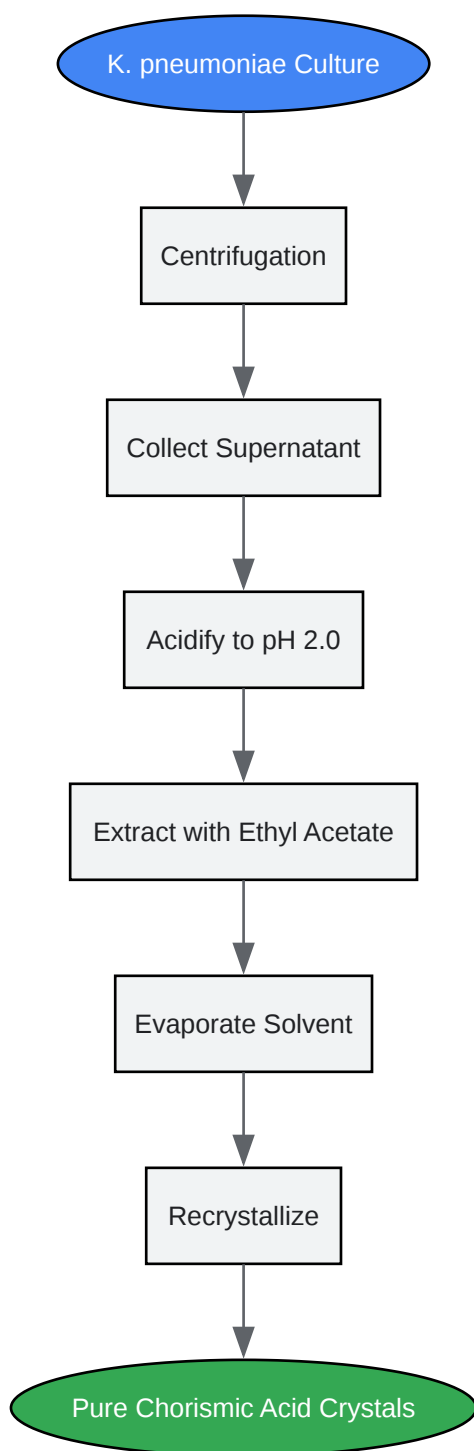 K. pneumoniae Culture
Centrifugation
Collect Supernatant
Acidify to pH 2.0
Extract with Ethyl Acetate
Evaporate Solvent
Recrystallize
Pure Chorismic Acid Crystals